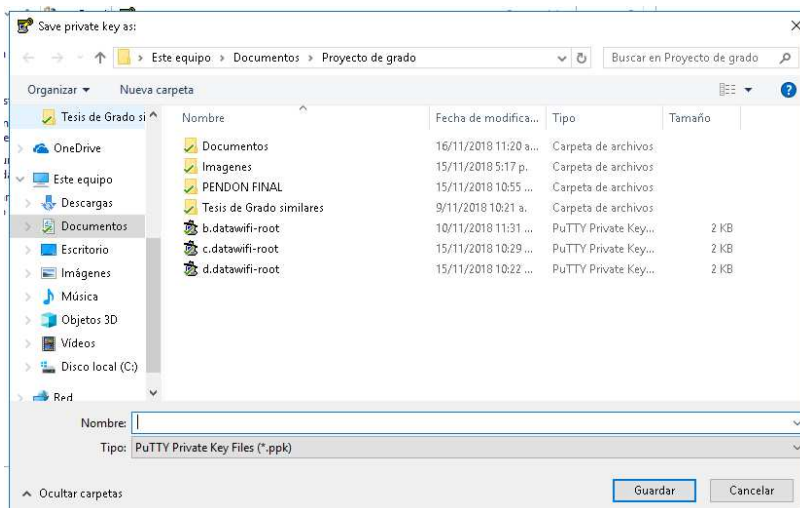 Save private key as:
Este equipo > Documentos > Proyecto de grado
Buscar en Proyecto de grado
Organizar
Nueva carpeta
Tesis de Grado si
OneDrive
Este equipo
Descargas
Documentos
Escritorio
Imágenes
Música
Objetos 3D
Vídeos
Disco local (C:)
Red
Nombre Fecha de modifica... Tipo Tamaño
Documentos 16/11/2018 11:20 a... Carpeta de archivos
Imagenes 15/11/2018 5:17 p. Carpeta de archivos
PENDON FINAL 15/11/2018 10:55 ... Carpeta de archivos
Tesis de Grado similares 9/11/2018 10:21 a. Carpeta de archivos
b.datawifi-root 10/11/2018 11:31 ... PuTTY Private Key... 2 KB
c.datawifi-root 15/11/2018 10:29 ... PuTTY Private Key... 2 KB
d.datawifi-root 15/11/2018 10:22 ... PuTTY Private Key... 2 KB
Nombre:
Tipo: PuTTY Private Key Files (*.ppk)
Ocultar carpetas
Guardar
Cancelar